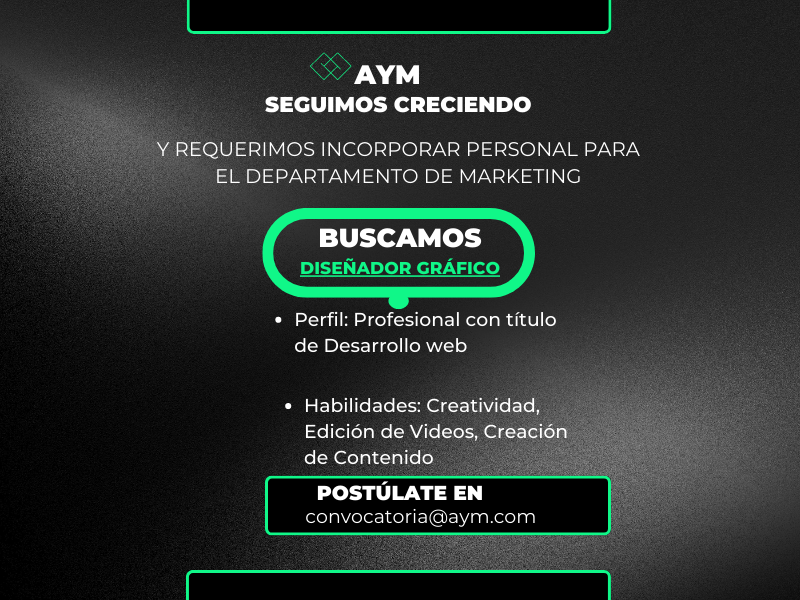 AYM
SEGUIMOS CRECIENDO
Y REQUERIMOS INCORPORAR PERSONAL PARA
EL DEPARTAMENTO DE MARKETING
BUSCAMOS
DISEÑADOR GRÁFICO
• Perfil: Profesional con título
de Desarrollo web
• Habilidades: Creatividad,
Edición de Videos, Creación
de Contenido
POSTÚLATE EN
convocatoria@aym.com